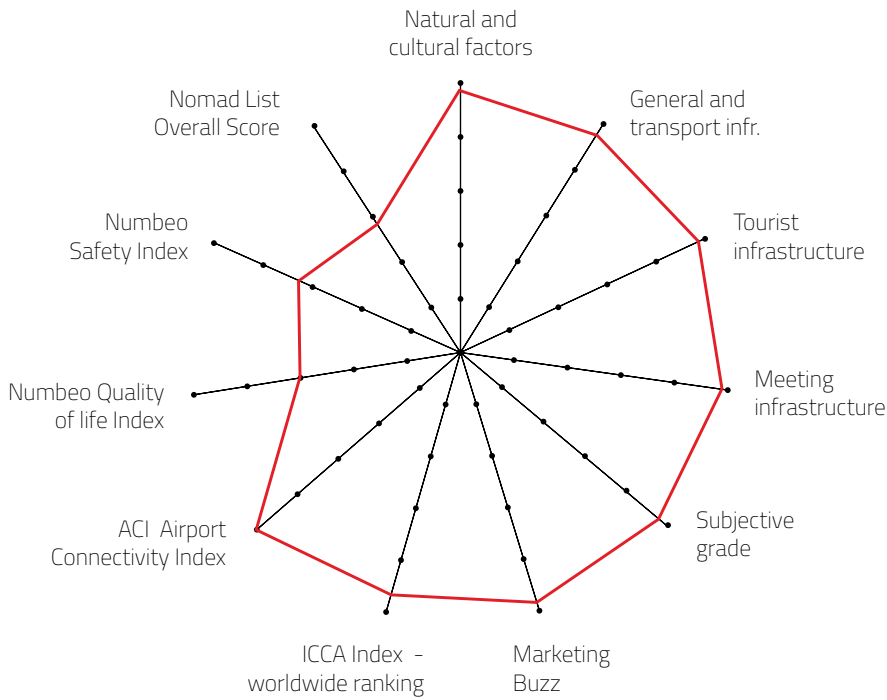 Natural and
cultural factors
General and
transport infr.
Tourist
infrastructure
Meeting
infrastructure
Subjective
grade
Marketing
Buzz
ICCA Index -
worldwide ranking
ACI Airport
Connectivity Index
Numbeo Quality
of life Index
Numbeo
Safety Index
Nomad List
Overall Score